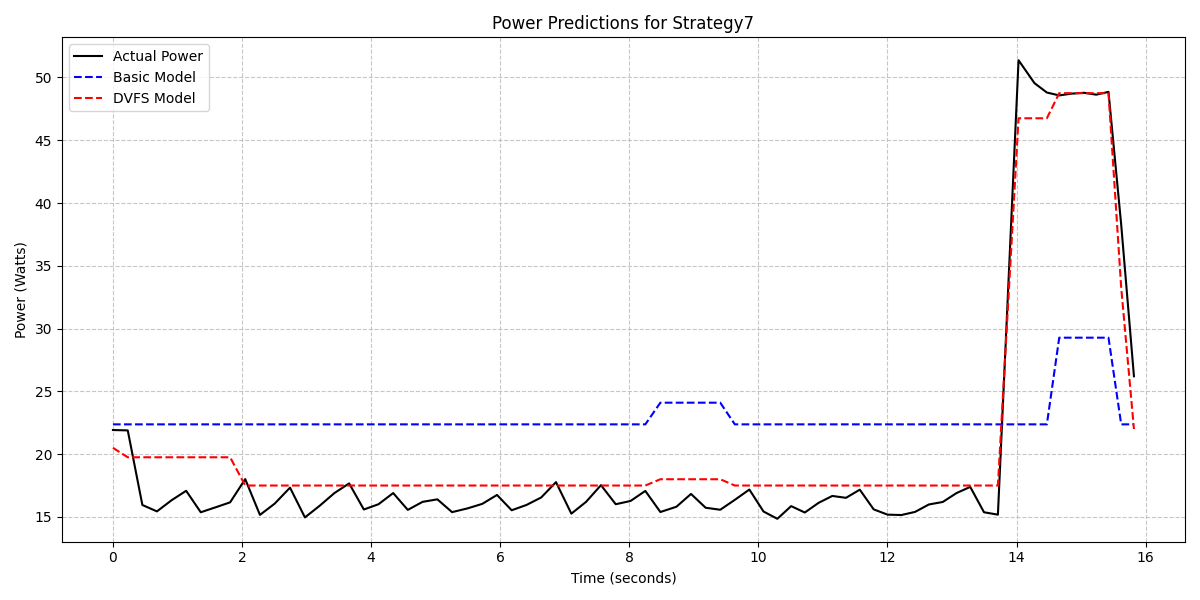 Power Predictions for Strategy7
Actual Power
Basic Model
DVFS Model
Power (Watts)
50
45
40
35
30
25
20
15
0 2 4 6 8 10 12 14 16
Time (seconds)